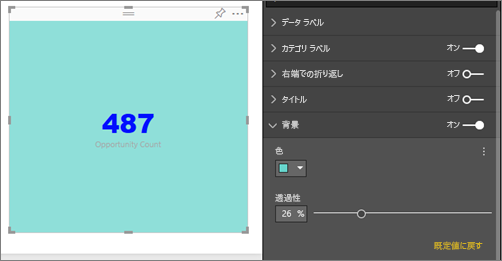 487
Opportunity Count
データ ラベル
カテゴリ ラベル オン
右端での折り返し オフ
タイトル オフ
背景 オン
色
透過性
26 %
既定値に戻す